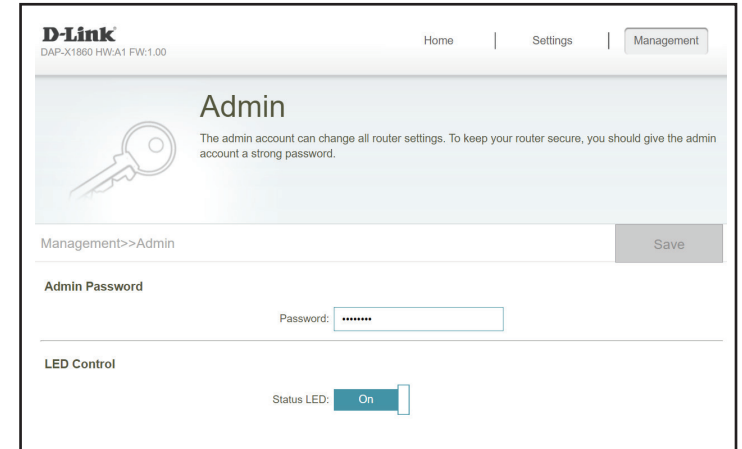 D-Link
DAP-X1860 HW:A1 FW:1.00
Home | Settings | Management
Admin
The admin account can change all router settings. To keep your router secure, you should give the admin
account a strong password.
Management>>Admin
Save
Admin Password
Password: ••••••••
LED Control
Status LED: On